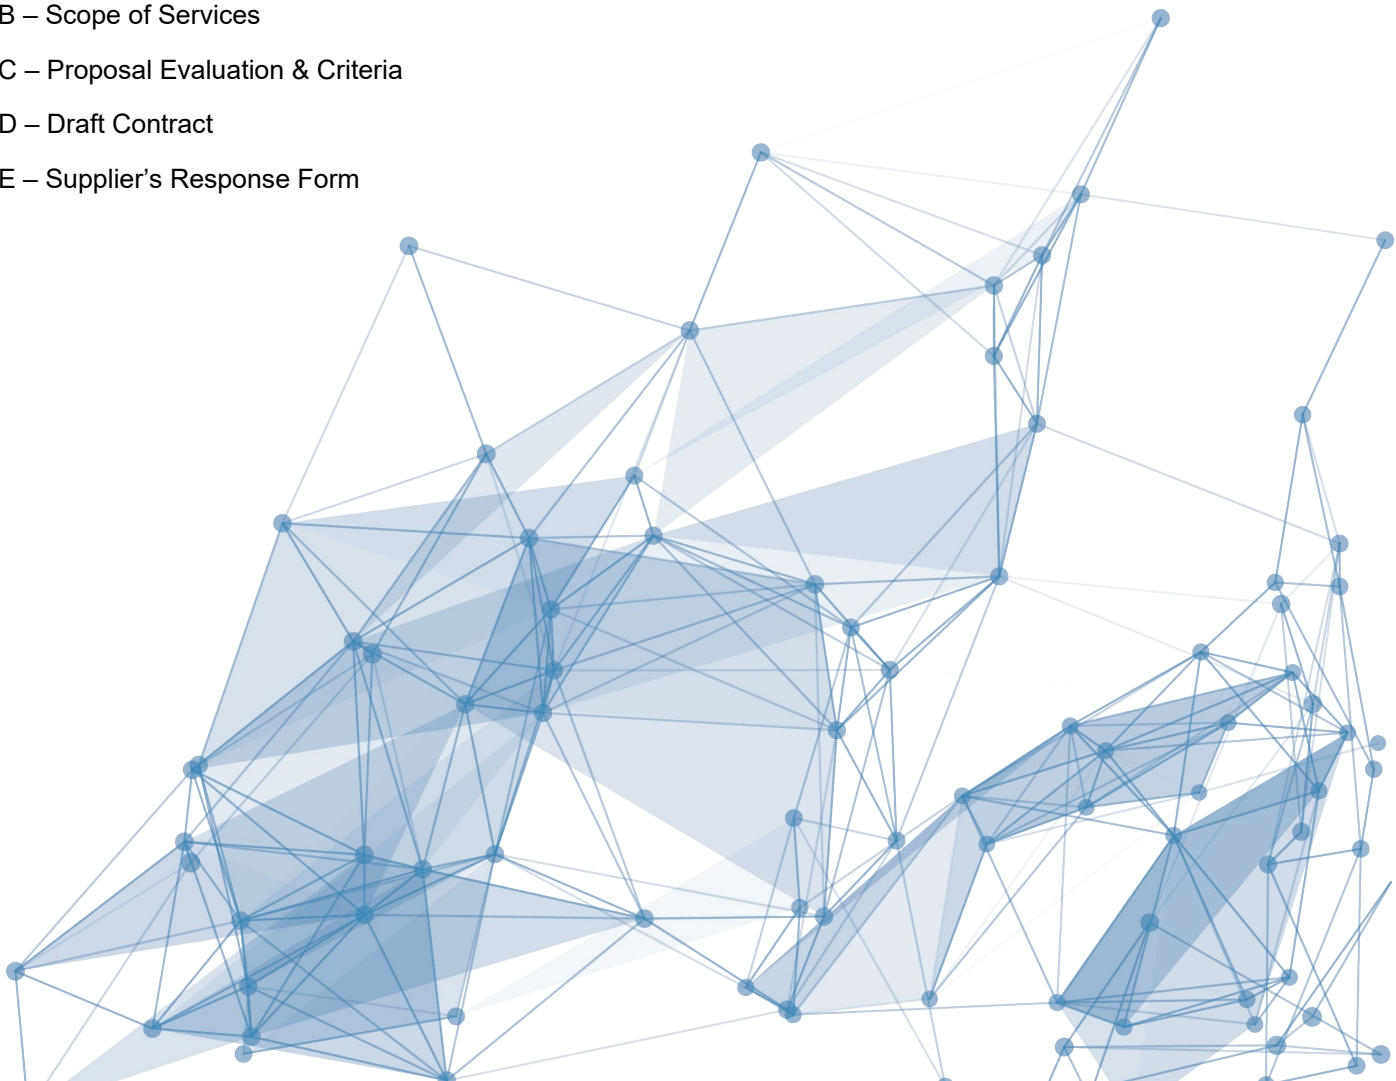 B – Scope of Services
C – Proposal Evaluation & Criteria
D – Draft Contract
E – Supplier’s Response Form